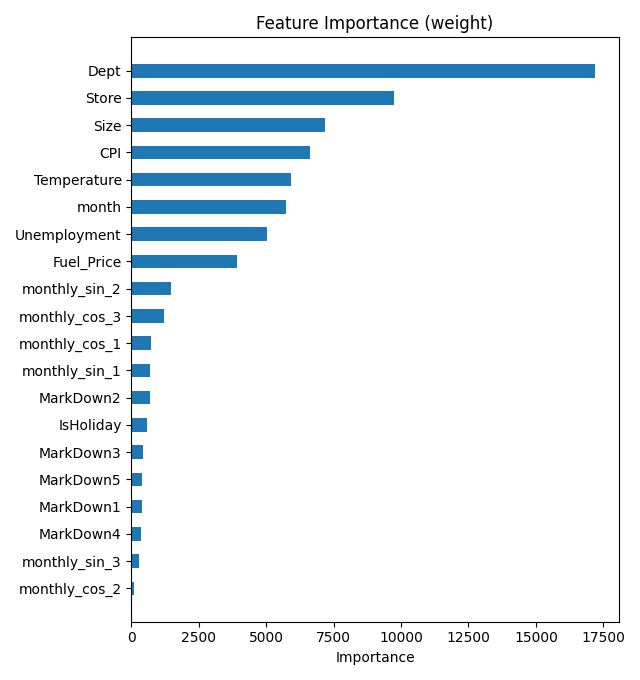 Feature Importance (weight)
Dept
Store
Size
CPI
Temperature
month
Unemployment
Fuel_Price
monthly_sin_2
monthly_cos_3
monthly_cos_1
monthly_sin_1
MarkDown2
IsHoliday
MarkDown3
MarkDown5
MarkDown1
MarkDown4
monthly_sin_3
monthly_cos_2
0 2500 5000 7500 10000 12500 15000 17500
Importance